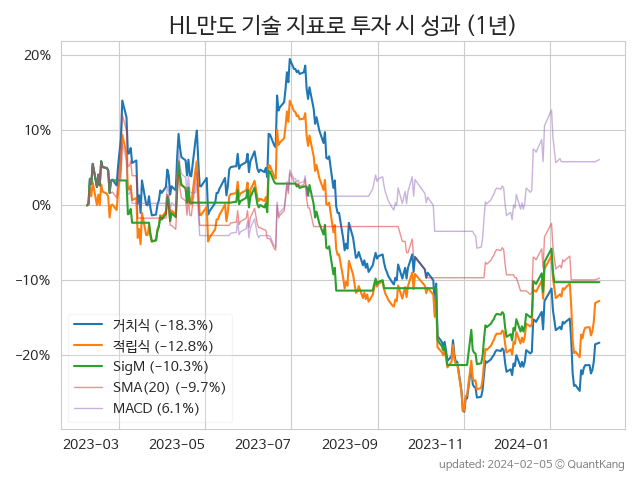 HL만도 기술 지표로 투자 시 성과 (1년)
20%
10%
0%
−10%
−20%
거치식 (−18.3%)
적립식 (−12.8%)
SigM (−10.3%)
SMA(20) (−9.7%)
MACD (6.1%)
2023−03 2023−05 2023−07 2023−09 2023−11 2024−01
updated: 2024−02−05 ⓒ QuantKang